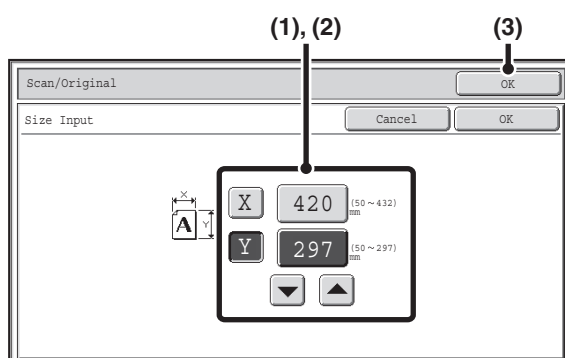 (1), (2) (3)
Scan/Original OK
Size Input Cancel OK
X X 420 (50~432) mm
A Y Y 297 (50~297) mm